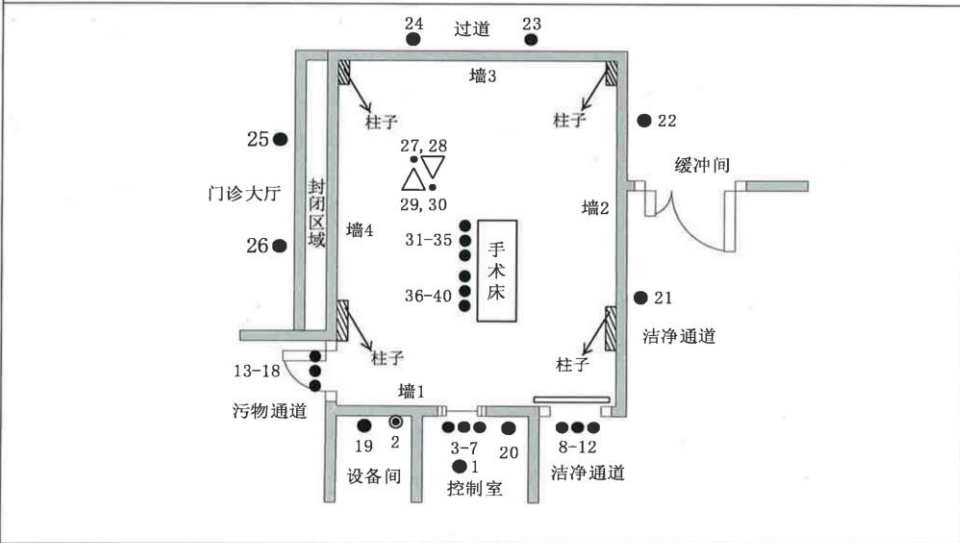 24
过道
23
墙3
柱子
柱子
25
22
27, 28
缓冲间
门诊大厅
封闭区域
29, 30
墙2
墙4
31-35
手术床
26
36-40
21
洁净通道
柱子
柱子
13-18
墙1
污物通道
19
2
3-7
20
8-12
1
设备间
控制室
洁净通道